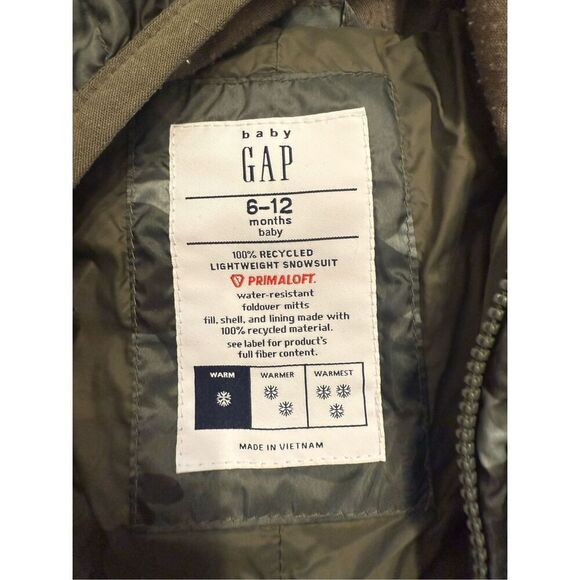 baby
GAP
6–12
months
baby
100% RECYCLED
LIGHTWEIGHT SNOWSUIT
PRIMALOFT.
water-resistant
foldover mitts
fill, shell, and lining made with
100% recycled material.
see label for product's
full fiber content.
WARM WARMER WARMEST
MADE IN VIETNAM